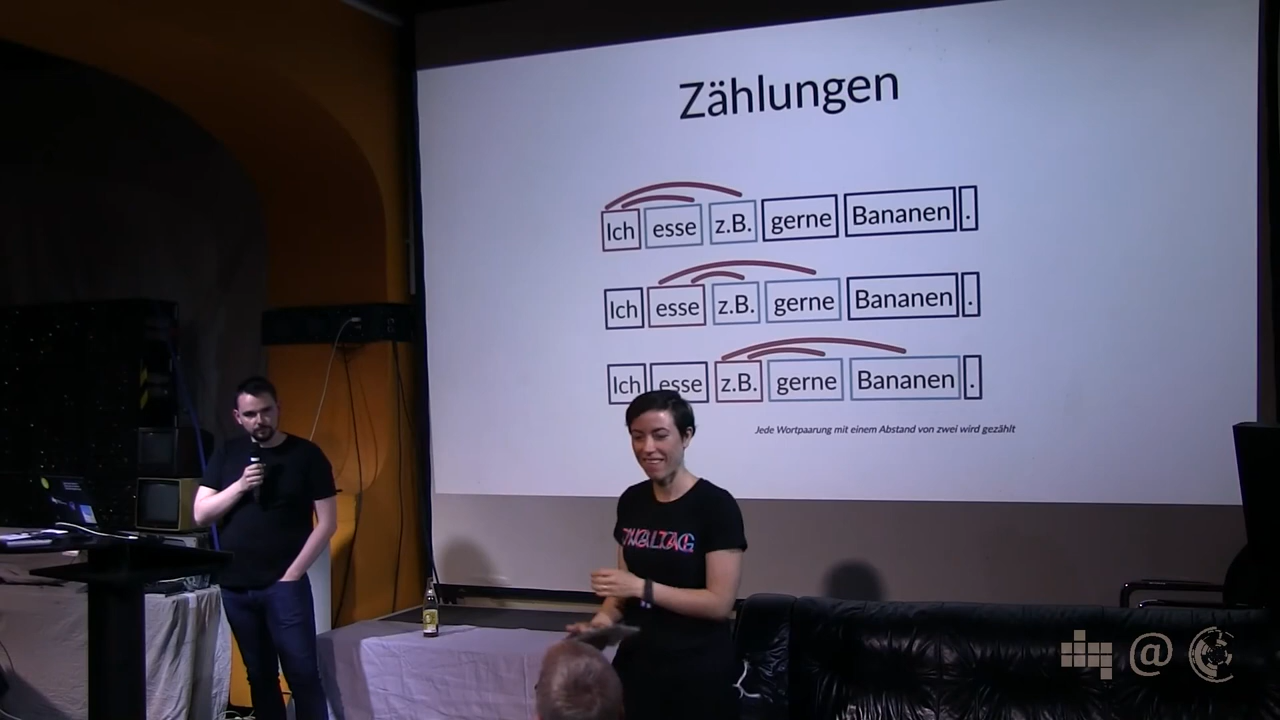 Zählungen
Ich esse z.B. gerne Bananen .
Ich esse z.B. gerne Bananen .
Ich esse z.B. gerne Bananen .
Jede Wortpaarung mit einem Abstand von zwei wird gezählt
@